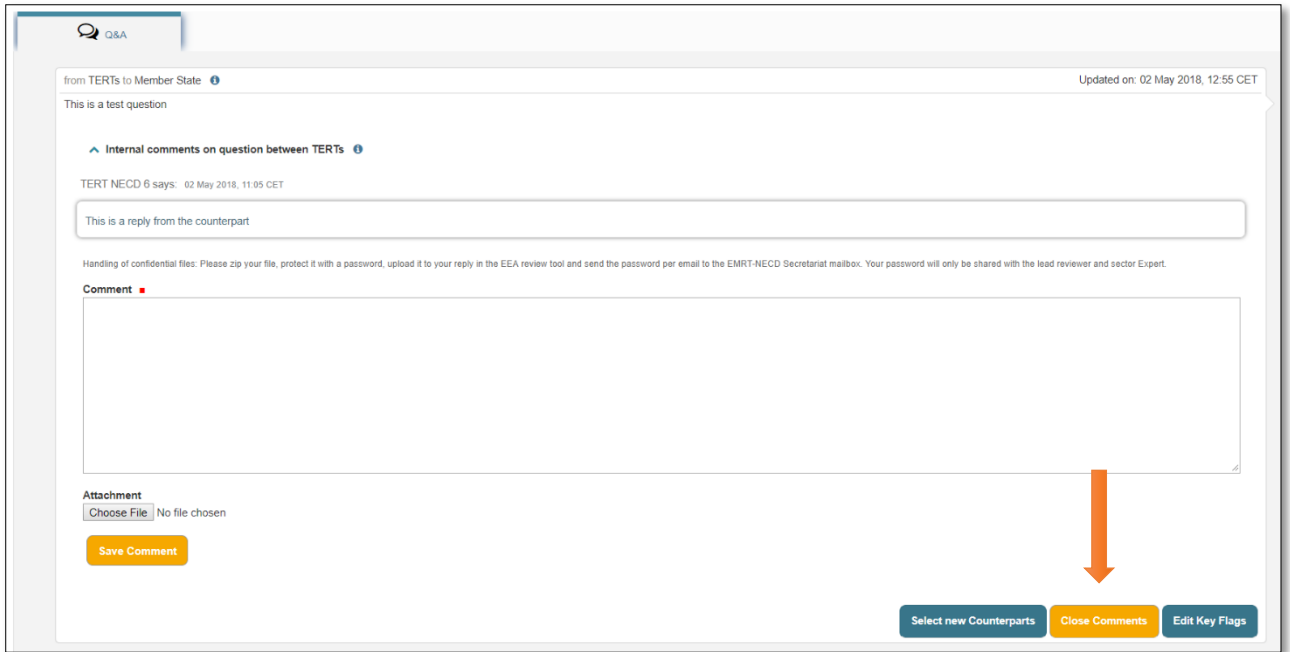 Q&A
from TERTs to Member State
Updated on: 02 May 2018, 12:55 CET
This is a test question
Internal comments on question between TERTs
TERT NECD 6 says: 02 May 2018, 11:05 CET
This is a reply from the counterpart
Handling of confidential files: Please zip your file, protect it with a password, upload it to your reply in the EEA review tool and send the password per email to the EMRT-NECD Secretariat mailbox. Your password will only be shared with the lead reviewer and sector Expert.
Comment
Attachment
Choose File No file chosen
Save Comment
Select new Counterparts Close Comments Edit Key Flags